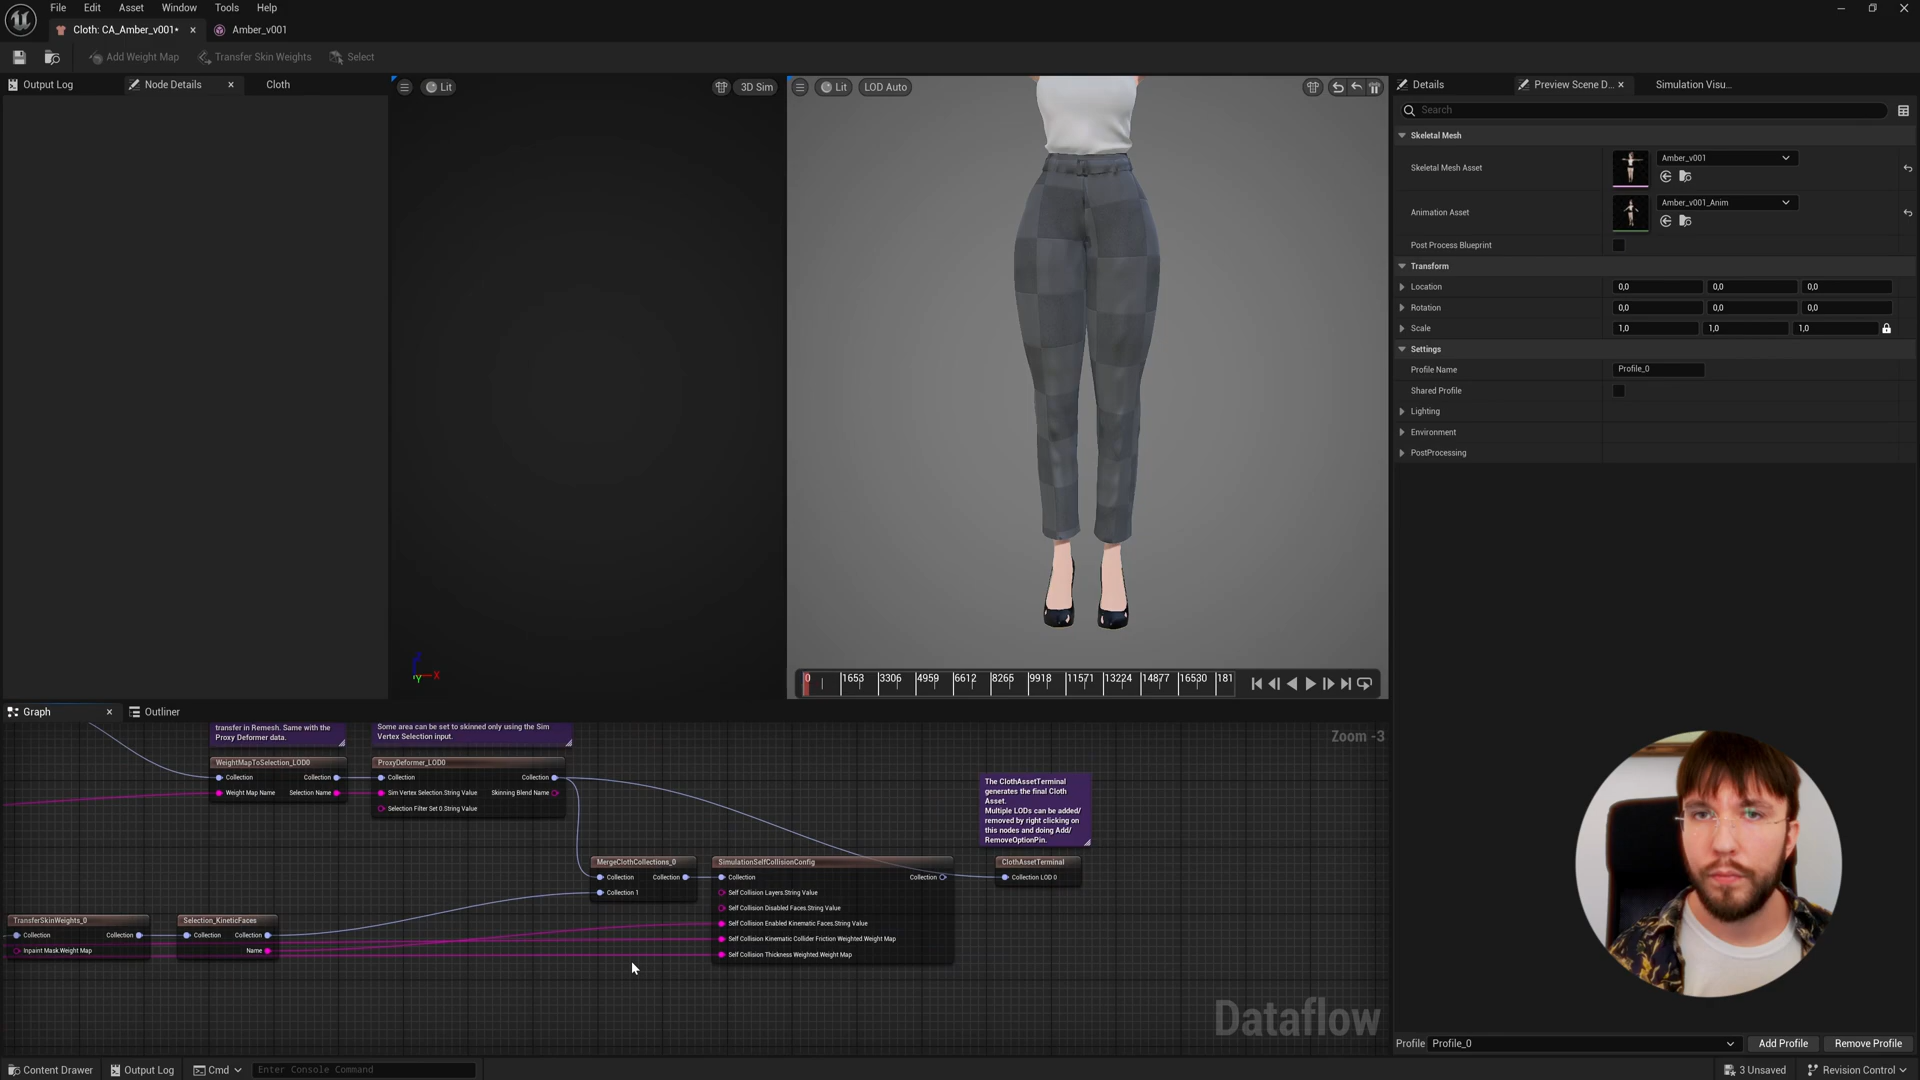 File Edit Asset Window Tools Help
Cloth: CA_Amber_v001•
Amber_v001
Add Weight Map
Transfer Skin Weights
Select
Output Log
Node Details
Cloth
Lit
3D Sim
Lit
LOD Auto
0 1653 3306 4959 6612 8265 9918 11571 13224 14877 16530 181
Details
Preview Scene D...
Simulation Visu...
Search
Skeletal Mesh
Skeletal Mesh Asset
Amber_v001
Animation Asset
Amber_v001_Anim
Post Process Blueprint
Transform
Location
0,0 0,0 0,0
Rotation
0,0 0,0 0,0
Scale
1,0 1,0 1,0
Settings
Profile Name
Profile_0
Shared Profile
Lighting
Environment
PostProcessing
Graph
Outliner
Zoom -3
transfer in Remesh. Same with the
Proxy Deformer data.
Some area can be set to skinned only using the Sim
Vertex Selection input.
WeightMapToSelection_LOD0
Collection Collection
Weight Map Name Selection Name
ProxyDeformer_LOD0
Collection Collection
Sim Vertex Selection.String Value Skinning Blend Name
Selection Filter Set 0.String Value
The ClothAssetTerminal
generates the final Cloth
Asset.
Multiple LODs can be added/
removed by right clicking on
this nodes and doing Add/
RemoveOptionPin.
MergeClothCollections_0
Collection Collection
Collection 1
SimulationSelfCollisionConfig
Collection Collection
Self Collision Layers.String Value
Self Collision Disabled Faces.String Value
Self Collision Enabled Kinematic Faces.String Value
Self Collision Kinematic Collider Friction Weighted.Weight Map
Self Collision Thickness Weighted.Weight Map
ClothAssetTerminal
Collection LOD 0
TransferSkinWeights_0
Collection Collection
Inpaint Mask.Weight Map
Selection_KineticFaces
Collection Collection
Name
Dataflow
Profile Profile_0
Add Profile
Remove Profile
Content Drawer
Output Log
Cmd
Enter Console Command
3 Unsaved
Revision Control